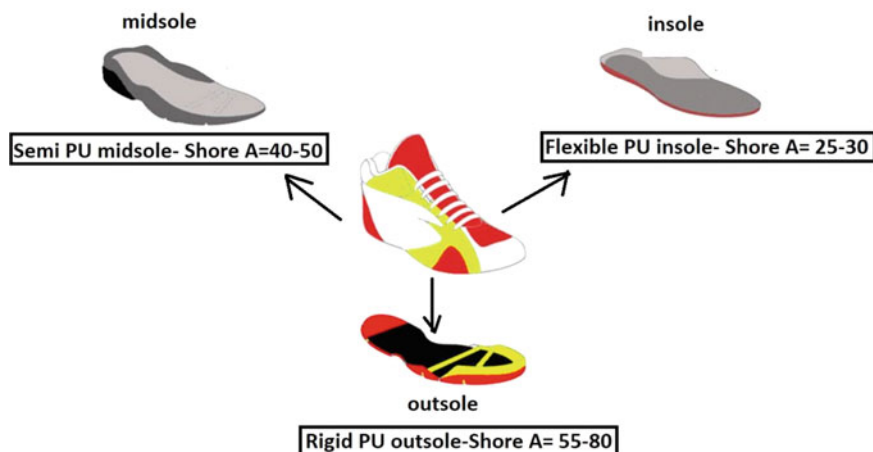 midsole
insole
Semi PU midsole- Shore A=40-50
Flexible PU insole- Shore A= 25-30
outsole
Rigid PU outsole-Shore A= 55-80